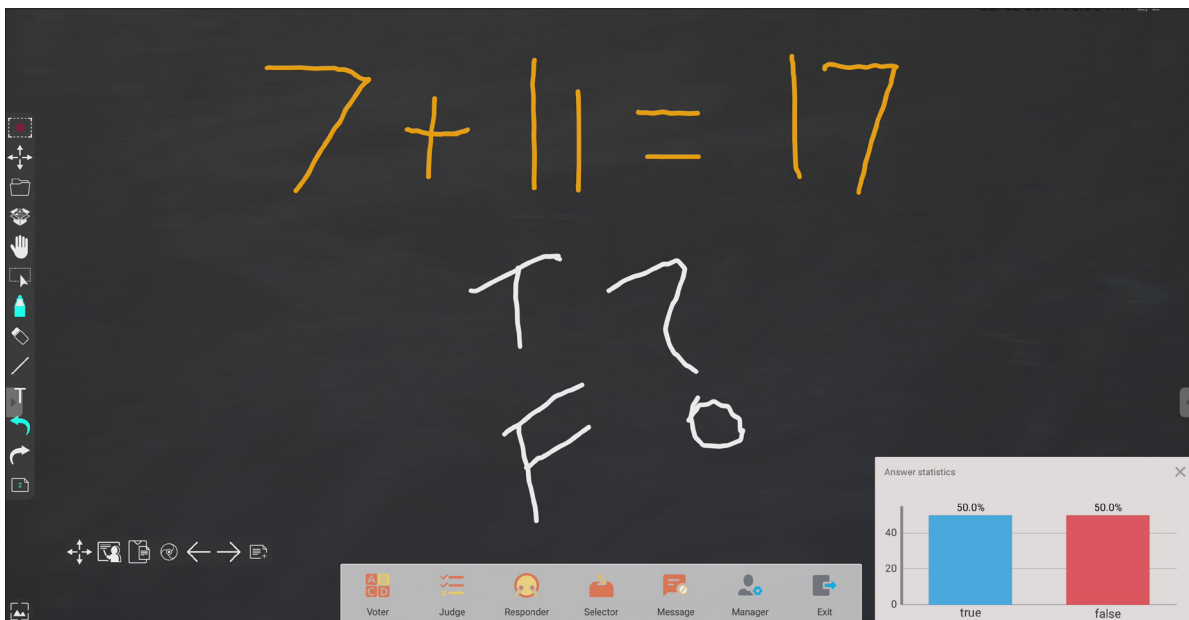 7 + 11 = 17
T ?
F
T
2
Answer statistics
50.0% 50.0%
40
20
0
true false
A B
C D
Voter Judge Responder Selector Message Manager Exit